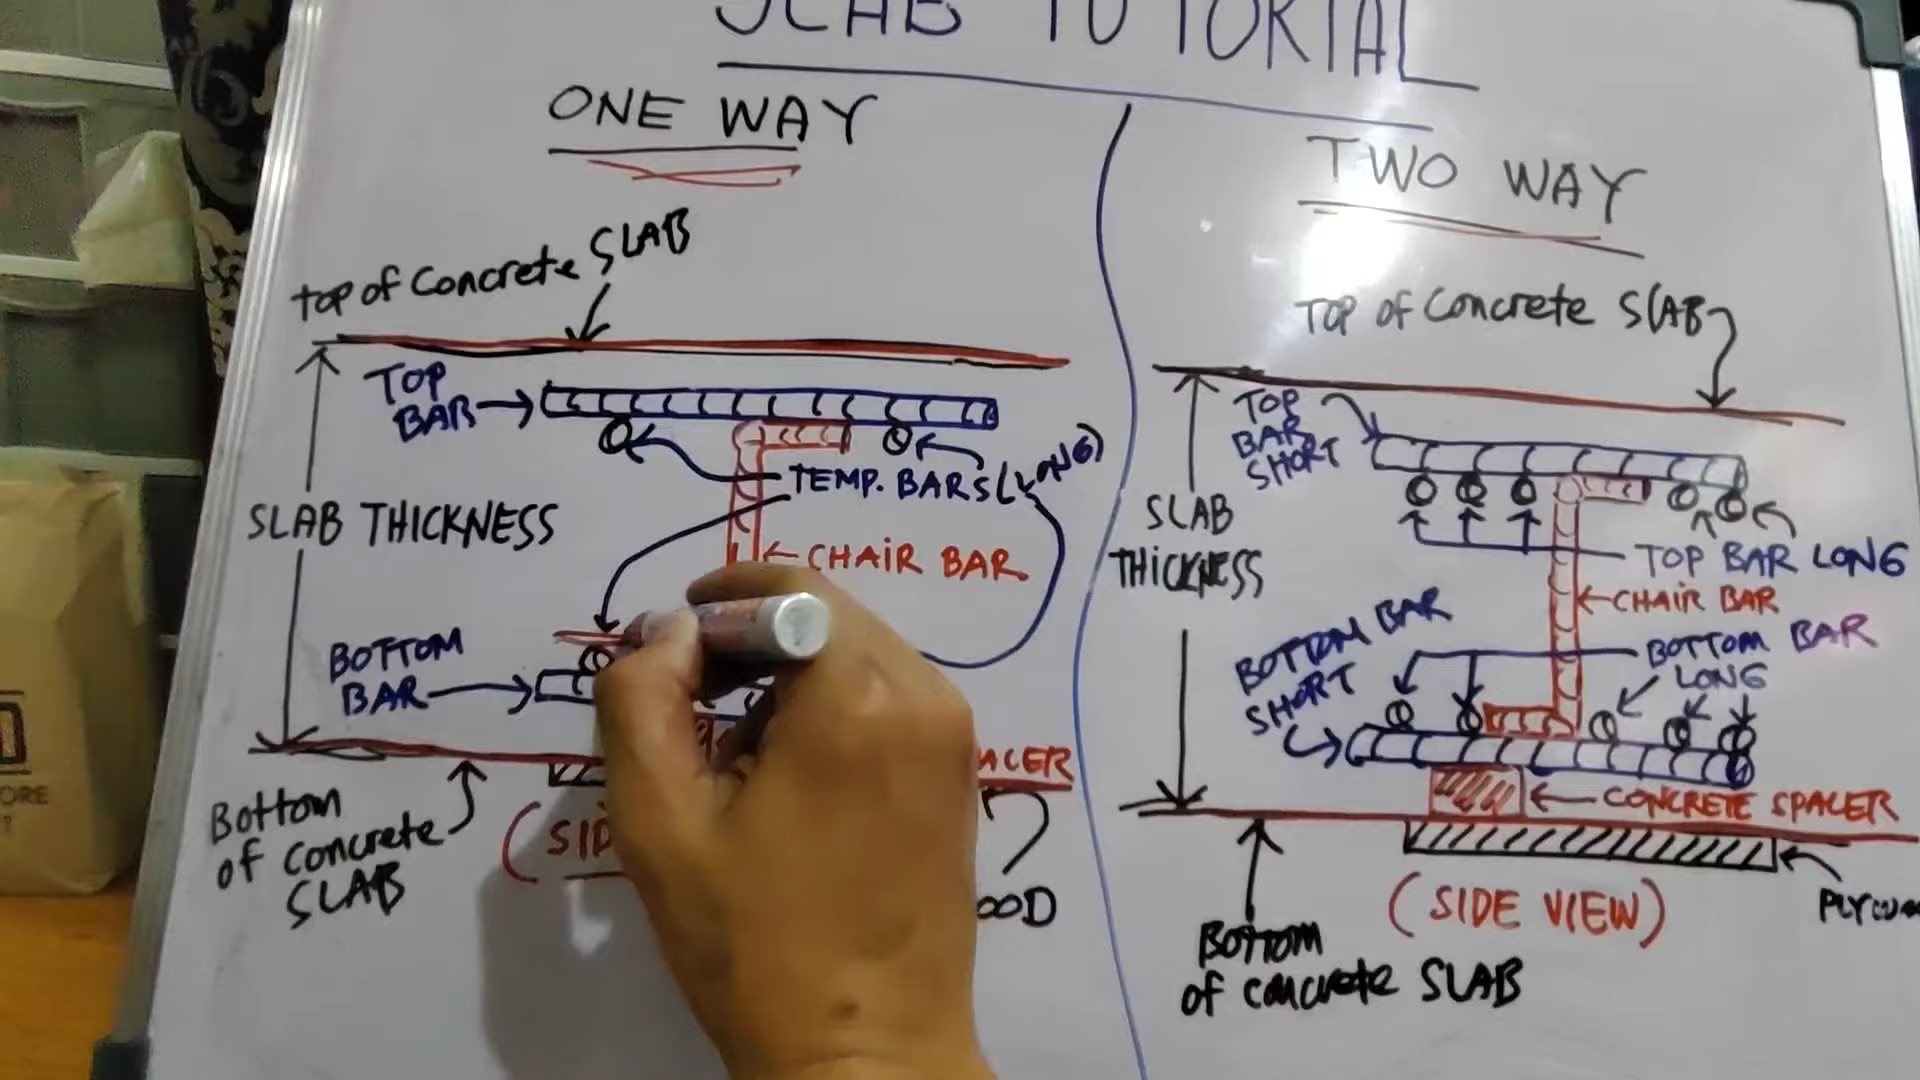 SLAB TUTORIAL
ONE WAY
top of Concrete SLAB
TOP
BAR
TEMP. BARS (LONG)
SLAB THICKNESS
CHAIR BAR
BOTTOM
BAR
Bottom
of concrete
SLAB
TWO WAY
TOP of Concrete SLAB
TOP
BAR
SHORT
SLAB
THICKNESS
TOP BAR LONG
CHAIR BAR
BOTTOM BAR
SHORT
BOTTOM BAR
LONG
CONCRETE SPACER
(SIDE VIEW)
Bottom
of concrete SLAB